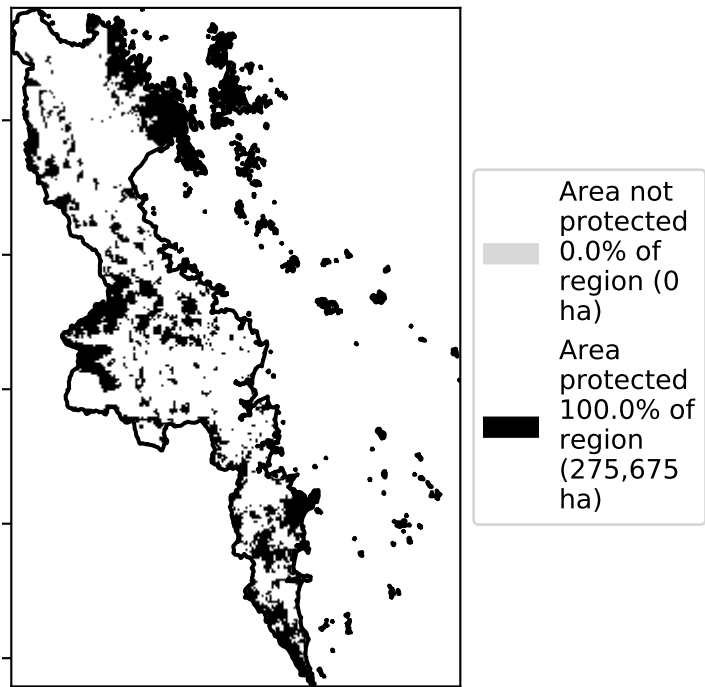 Area not
protected
0.0% of
region (0
ha)
Area
protected
100.0% of
region
(275,675
ha)